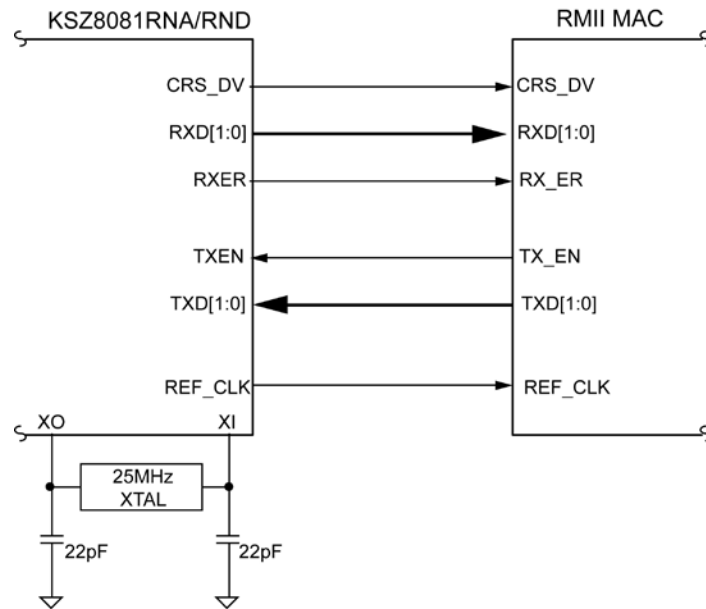 KSZ8081RNA/RND
RMII MAC
CRS_DV
CRS_DV
RXD[1:0]
RXD[1:0]
RXER
RX_ER
TXEN
TX_EN
TXD[1:0]
TXD[1:0]
REF_CLK
REF_CLK
XO
XI
25MHz
XTAL
22pF
22pF